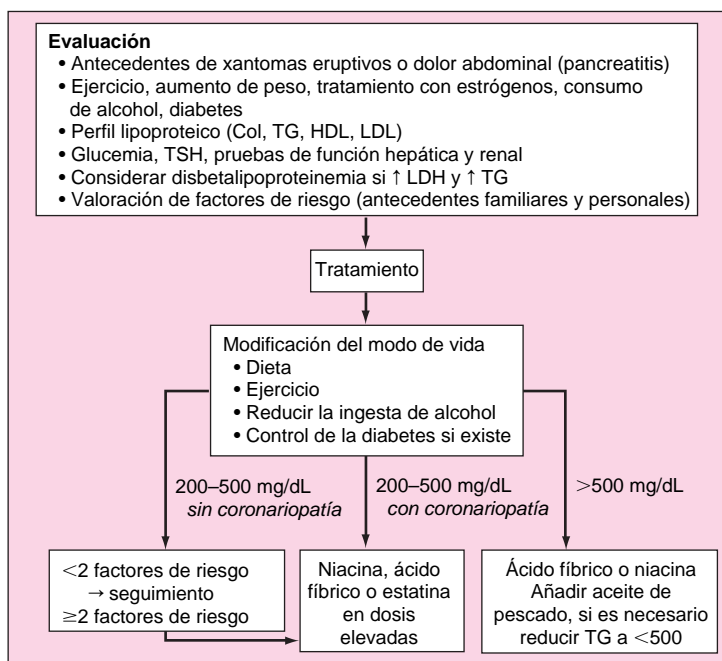 Evaluación
• Antecedentes de xantomas eruptivos o dolor abdominal (pancreatitis)
• Ejercicio, aumento de peso, tratamiento con estrógenos, consumo
de alcohol, diabetes
• Perfil lipoproteico (Col, TG, HDL, LDL)
• Glucemia, TSH, pruebas de función hepática y renal
• Considerar disbetalipoproteinemia si ↑ LDH y ↑ TG
• Valoración de factores de riesgo (antecedentes familiares y personales)
Tratamiento
Modificación del modo de vida
• Dieta
• Ejercicio
• Reducir la ingesta de alcohol
• Control de la diabetes si existe
200–500 mg/dL
sin coronariopatía
200–500 mg/dL
con coronariopatía
>500 mg/dL
<2 factores de riesgo
→ seguimiento
≥2 factores de riesgo
Niacina, ácido
fíbrico o estatina
en dosis
elevadas
Ácido fíbrico o niacina
Añadir aceite de
pescado, si es necesario
reducir TG a <500